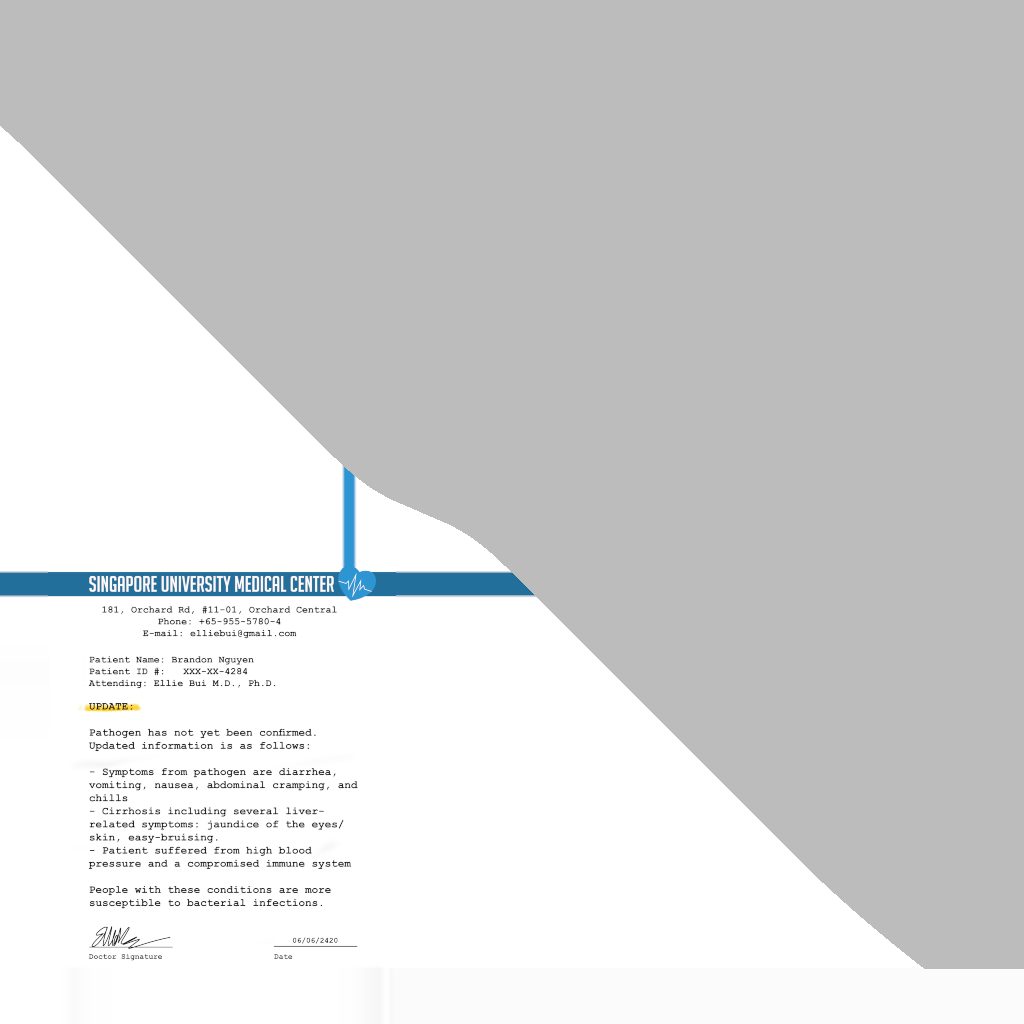 SINGAPORE UNIVERSITY MEDICAL CENTER
181, Orchard Rd, #11-01, Orchard Central
Phone: +65-955-5780-4
E-mail: elliebui@gmail.com
Patient Name: Brandon Nguyen
Patient ID #: XXX-XX-4284
Attending: Ellie Bui M.D., Ph.D.
UPDATE:
Pathogen has not yet been confirmed.
Updated information is as follows:
- Symptoms from pathogen are diarrhea,
vomiting, nausea, abdominal cramping, and
chills
- Cirrhosis including several liver-
related symptoms: jaundice of the eyes/
skin, easy-bruising.
- Patient suffered from high blood
pressure and a compromised immune system
People with these conditions are more
susceptible to bacterial infections.
06/06/2420
Doctor Signature Date